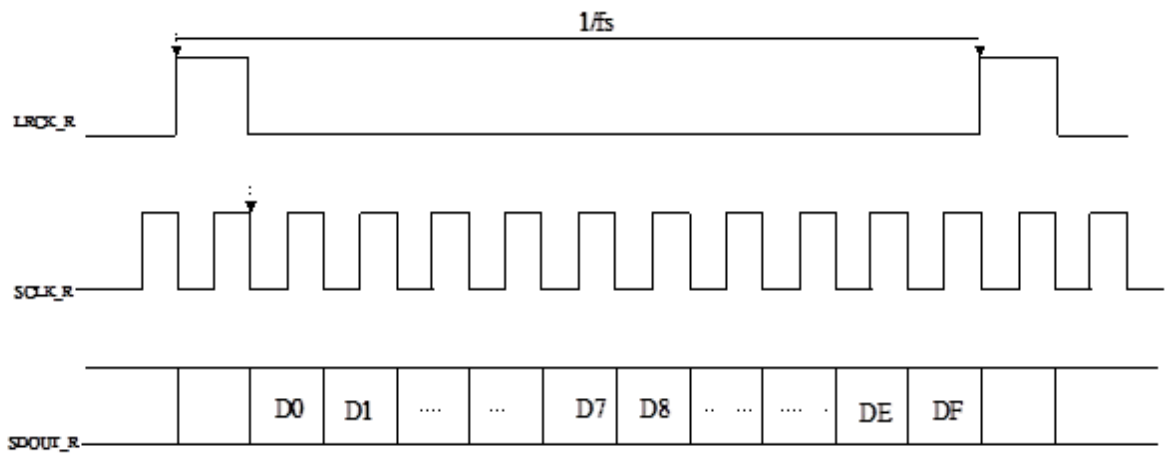 1/fs
LRCK_R
SCLK_R
D0 D1 .... ... D7 D8 .. ... .... . DE DF
SDOUT_R